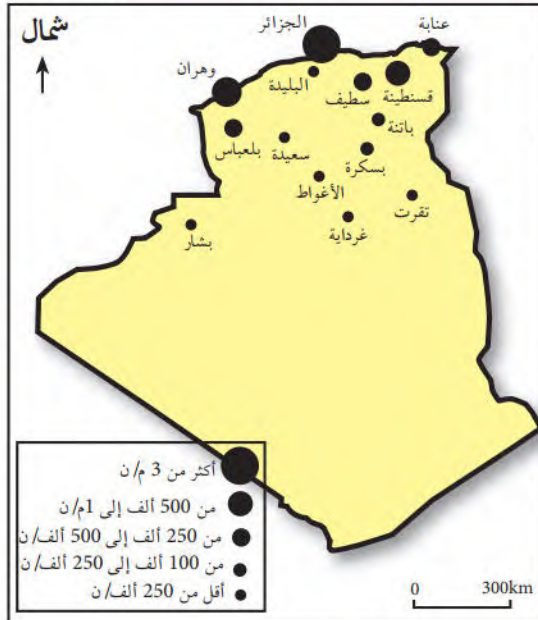 شمال
الجزائر
عنابة
وهران
البليدة
سطيف
قسنطينة
باتنة
بلعباس
سعيدة
بسكرة
الأغواط
تقرت
غرداية
بشار
أكثر من 3 م/ن
من 500 ألف إلى 1م/ن
من 250 ألف إلى 500 ألف/ن
من 100 ألف إلى 250 ألف/ن
أقل من 250 ألف/ن
0 300km